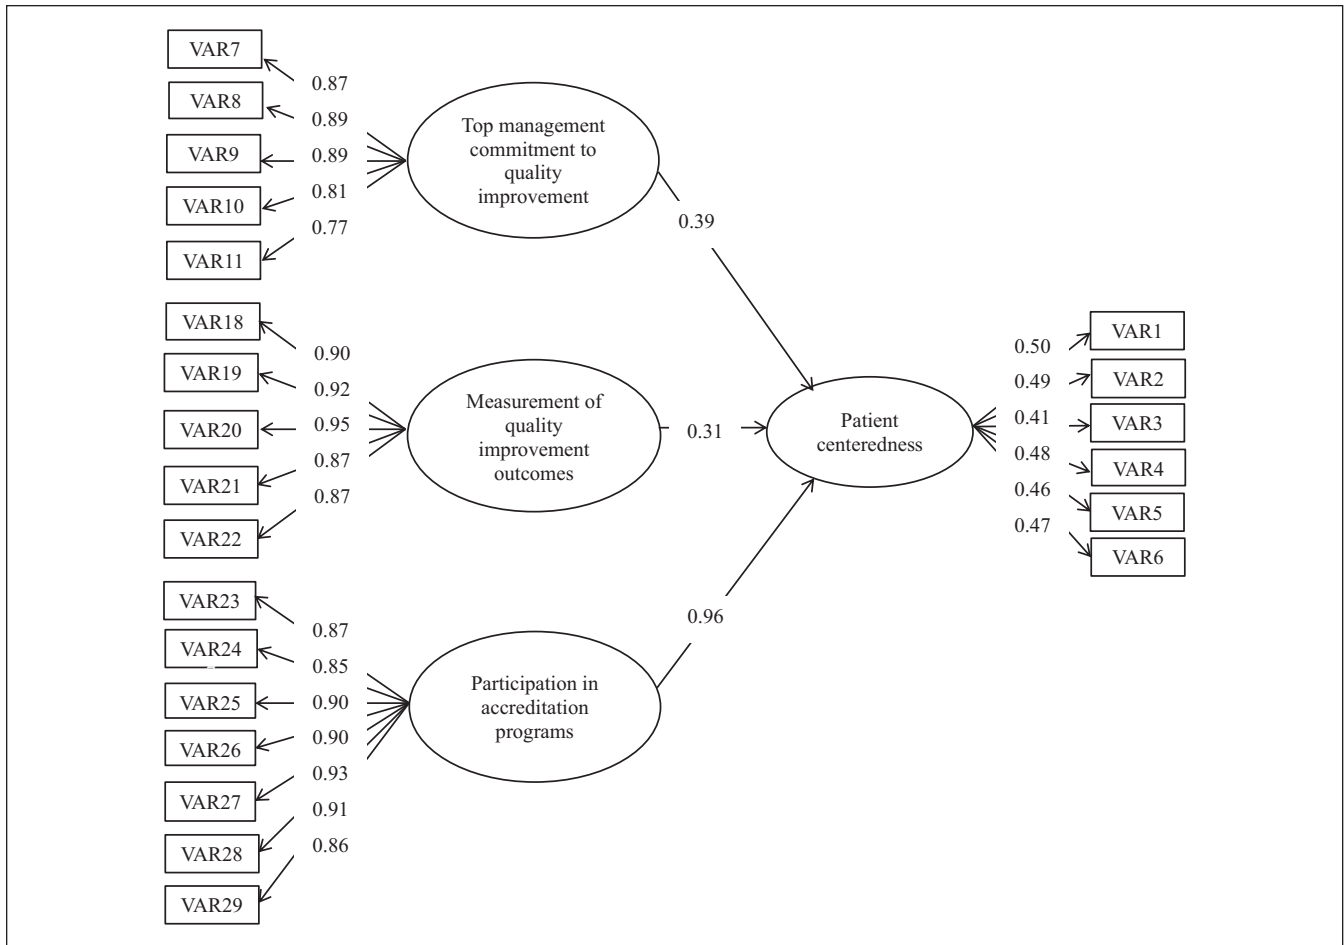 VAR7
VAR8
VAR9
VAR10
VAR11
0.87
0.89
0.89
0.81
0.77
Top management
commitment to
quality
improvement
0.39
VAR18
VAR19
VAR20
VAR21
VAR22
0.90
0.92
0.95
0.87
0.87
Measurement of
quality
improvement
outcomes
0.31
VAR23
VAR24
VAR25
VAR26
VAR27
VAR28
VAR29
0.87
0.85
0.90
0.90
0.93
0.91
0.86
Participation in
accreditation
programs
0.96
Patient
centeredness
0.50
0.49
0.41
0.48
0.46
0.47
VAR1
VAR2
VAR3
VAR4
VAR5
VAR6